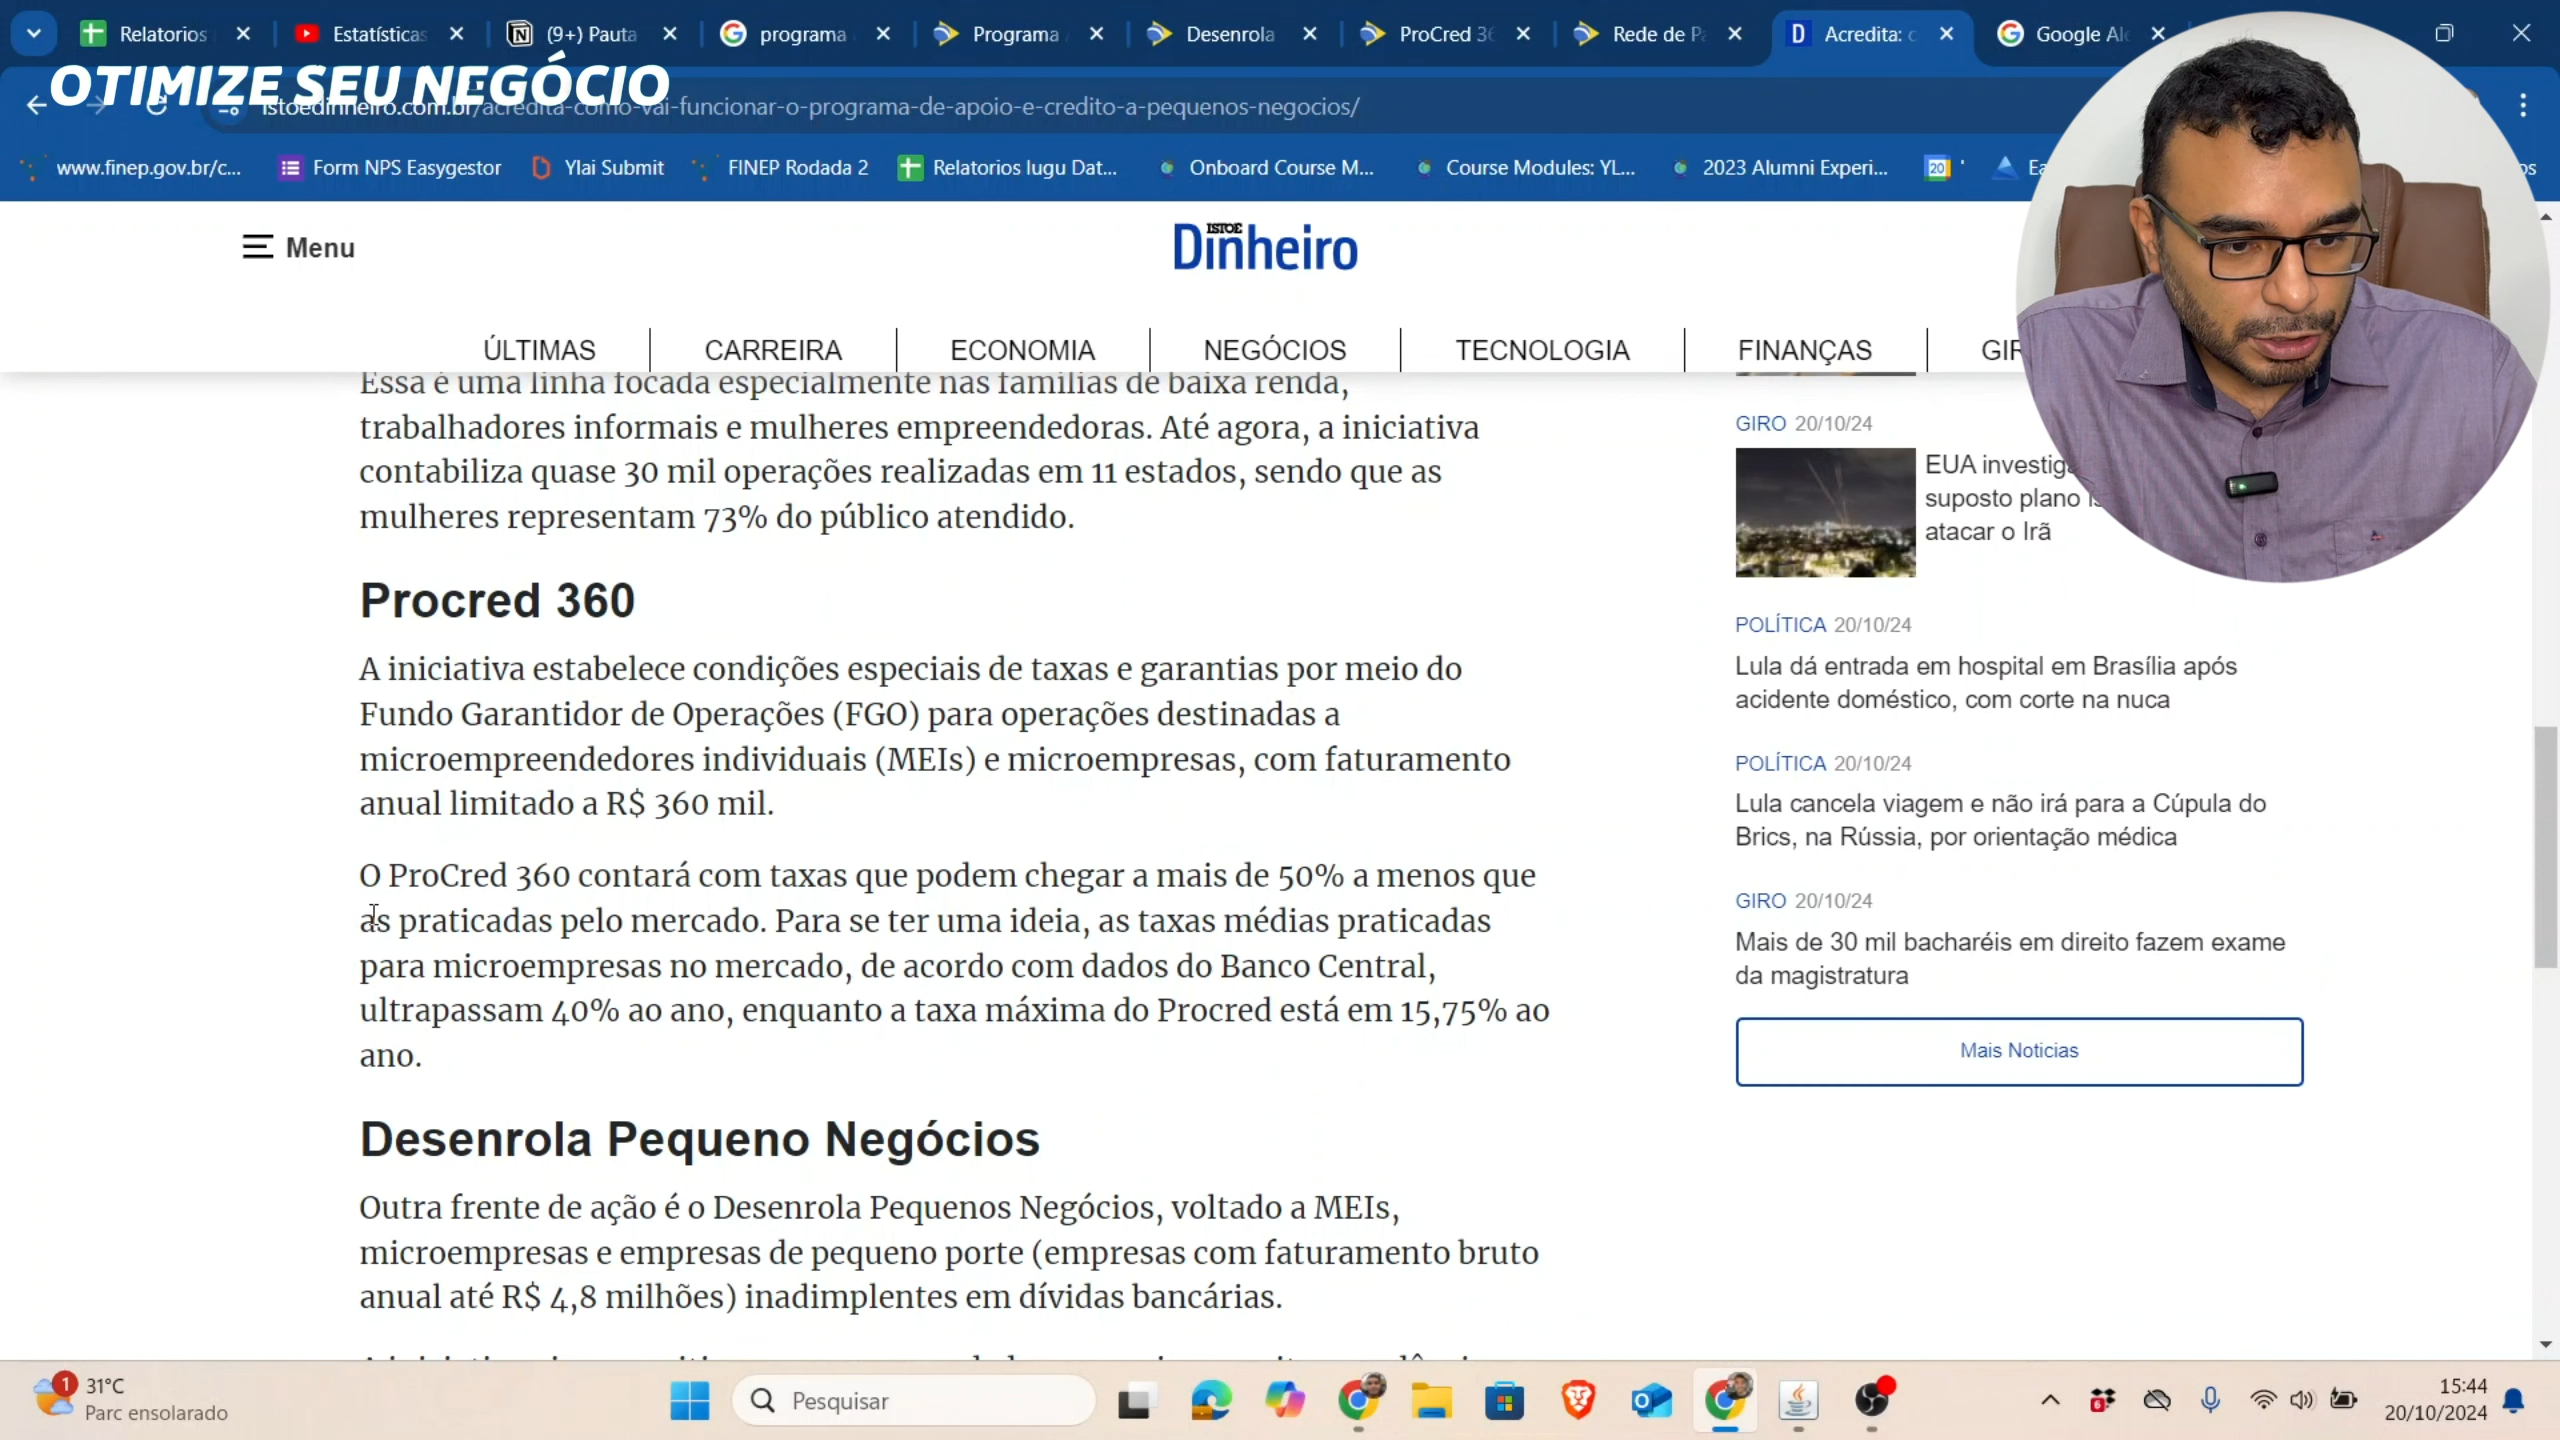 Relatorios
Estatísticas
(9+) Pauta
programa
Programa
Desenrola
ProCred 36
Rede de Pa
Acredita: c
Google Ale
OTIMIZE SEU NEGÓCIO
istoedinheiro.com.br/acredita-como-vai-funcionar-o-programa-de-apoio-e-credito-a-pequenos-negocios/
www.finep.gov.br/c...
Form NPS Easygestor
Ylai Submit
FINEP Rodada 2
Relatorios Iugu Dat...
Onboard Course M...
Course Modules: YL...
2023 Alumni Experi...
20
Menu
ISTOÉ
Dinheiro
ÚLTIMAS
CARREIRA
ECONOMIA
NEGÓCIOS
TECNOLOGIA
FINANÇAS
GIR
Essa é uma linha focada especialmente nas famílias de baixa renda,
trabalhadores informais e mulheres empreendedoras. Até agora, a iniciativa
contabiliza quase 30 mil operações realizadas em 11 estados, sendo que as
mulheres representam 73% do público atendido.
Procred 360
A iniciativa estabelece condições especiais de taxas e garantias por meio do
Fundo Garantidor de Operações (FGO) para operações destinadas a
microempreendedores individuais (MEIs) e microempresas, com faturamento
anual limitado a R$ 360 mil.
O ProCred 360 contará com taxas que podem chegar a mais de 50% a menos que
as praticadas pelo mercado. Para se ter uma ideia, as taxas médias praticadas
para microempresas no mercado, de acordo com dados do Banco Central,
ultrapassam 40% ao ano, enquanto a taxa máxima do Procred está em 15,75% ao
ano.
Desenrola Pequeno Negócios
Outra frente de ação é o Desenrola Pequenos Negócios, voltado a MEIs,
microempresas e empresas de pequeno porte (empresas com faturamento bruto
anual até R$ 4,8 milhões) inadimplentes em dívidas bancárias.
GIRO 20/10/24
EUA investiga
suposto plano
atacar o Irã
POLÍTICA 20/10/24
Lula dá entrada em hospital em Brasília após
acidente doméstico, com corte na nuca
POLÍTICA 20/10/24
Lula cancela viagem e não irá para a Cúpula do
Brics, na Rússia, por orientação médica
GIRO 20/10/24
Mais de 30 mil bacharéis em direito fazem exame
da magistratura
Mais Noticias
1
31°C
Parc ensolarado
Pesquisar
6
15:44
20/10/2024